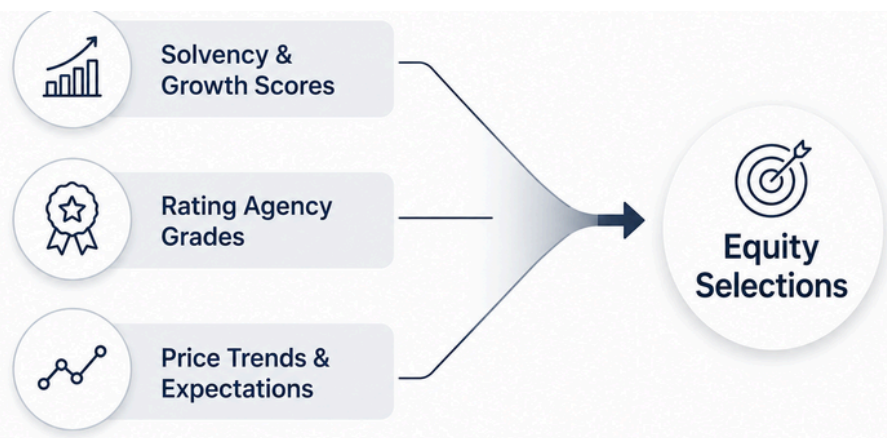 Solvency &
Growth Scores
Rating Agency
Grades
Price Trends &
Expectations
Equity
Selections